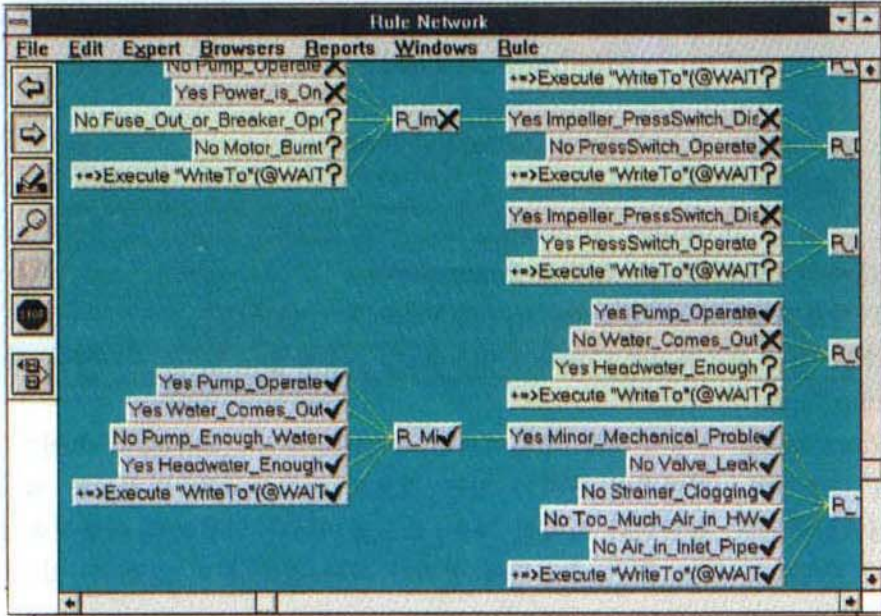 Rule Network
File Edit Expert Browsers Reports Windows Rule
No Pump_Operate
Yes Power_is_On
No Fuse_Out_or_Breaker_Opr?
No Motor_Burnt?
+=>Execute "WriteTo"(@WAIT?
R_Im
+=>Execute "WriteTo"(@WAIT?
Yes Impeller_PressSwitch_Dis
No PressSwitch_Operate
+=>Execute "WriteTo"(@WAIT?
Yes Impeller_PressSwitch_Dis
Yes PressSwitch_Operate?
+=>Execute "WriteTo"(@WAIT?
R_I
Yes Pump_Operate
No Water_Comes_Out
Yes Headwater_Enough?
+=>Execute "WriteTo"(@WAIT?
STOP
Yes Pump_Operate
Yes Water_Comes_Out
No Pump_Enough_Water
Yes Headwater_Enough
+=>Execute "WriteTo"(@WAIT
R_Mi
Yes Minor_Mechanical_Proble
No Valve_Leak
No Strainer_Clogging
No Too_Much_Air_in_HW
No Air_in_Inlet_Pipe
+=>Execute "WriteTo"(@WAIT
R_T